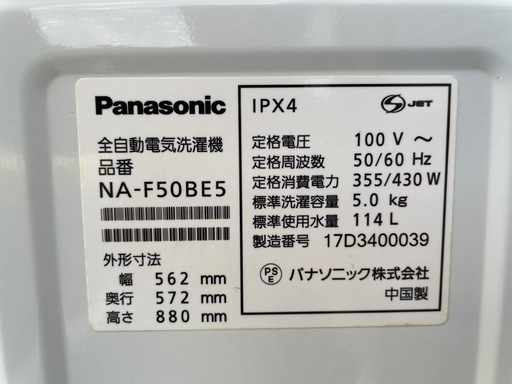 Panasonic
全自動電気洗濯機
品番
NA-F50BE5
外形寸法
幅 562 mm
奥行 572 mm
高さ 880 mm
IPX4
S JET
定格電圧 100 V ～
定格周波数 50/60 Hz
定格消費電力 355/430 W
標準洗濯容量 5.0 kg
標準使用水量 114 L
製造番号 17D3400039
PSE パナソニック株式会社
中国製